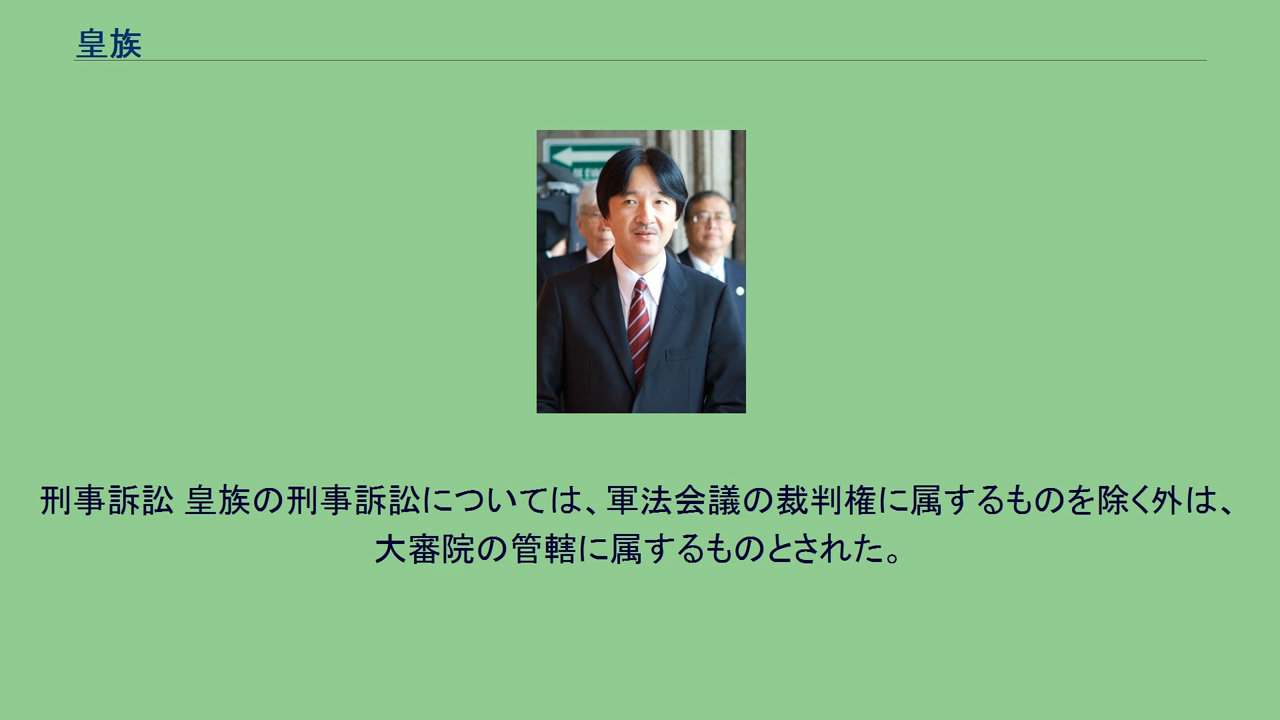 皇族
刑事訴訟 皇族の刑事訴訟については、軍法会議の裁判権に属するものを除く外は、
大審院の管轄に属するものとされた。